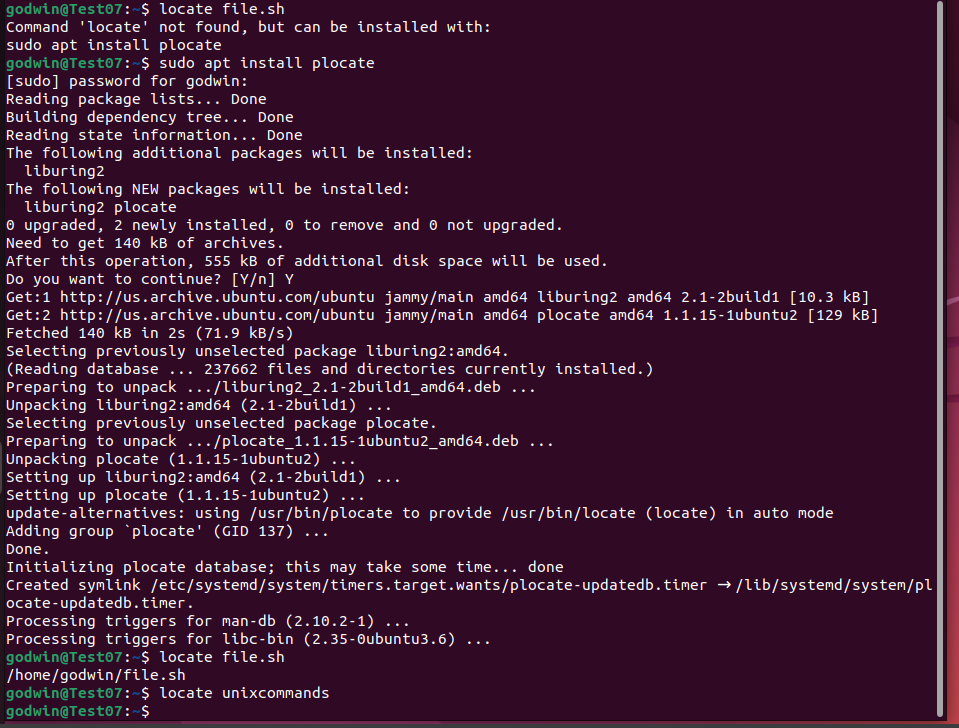 godwin@Test07:~$ locate file.sh
Command 'locate' not found, but can be installed with:
sudo apt install plocate
godwin@Test07:~$ sudo apt install plocate
[sudo] password for godwin:
Reading package lists... Done
Building dependency tree... Done
Reading state information... Done
The following additional packages will be installed:
  liburing2
The following NEW packages will be installed:
  liburing2 plocate
0 upgraded, 2 newly installed, 0 to remove and 0 not upgraded.
Need to get 140 kB of archives.
After this operation, 555 kB of additional disk space will be used.
Do you want to continue? [Y/n] Y
Get:1 http://us.archive.ubuntu.com/ubuntu jammy/main amd64 liburing2 amd64 2.1-2build1 [10.3 kB]
Get:2 http://us.archive.ubuntu.com/ubuntu jammy/main amd64 plocate amd64 1.1.15-1ubuntu2 [129 kB]
Fetched 140 kB in 2s (71.9 kB/s)
Selecting previously unselected package liburing2:amd64.
(Reading database ... 237662 files and directories currently installed.)
Preparing to unpack .../liburing2_2.1-2build1_amd64.deb ...
Unpacking liburing2:amd64 (2.1-2build1) ...
Selecting previously unselected package plocate.
Preparing to unpack .../plocate_1.1.15-1ubuntu2_amd64.deb ...
Unpacking plocate (1.1.15-1ubuntu2) ...
Setting up liburing2:amd64 (2.1-2build1) ...
Setting up plocate (1.1.15-1ubuntu2) ...
update-alternatives: using /usr/bin/plocate to provide /usr/bin/locate (locate) in auto mode
Adding group `plocate' (GID 137) ...
Done.
Initializing plocate database; this may take some time... done
Created symlink /etc/systemd/system/timers.target.wants/plocate-updatedb.timer → /lib/systemd/system/pl
ocate-updatedb.timer.
Processing triggers for man-db (2.10.2-1) ...
Processing triggers for libc-bin (2.35-0ubuntu3.6) ...
godwin@Test07:~$ locate file.sh
/home/godwin/file.sh
godwin@Test07:~$ locate unixcommands
godwin@Test07:~$